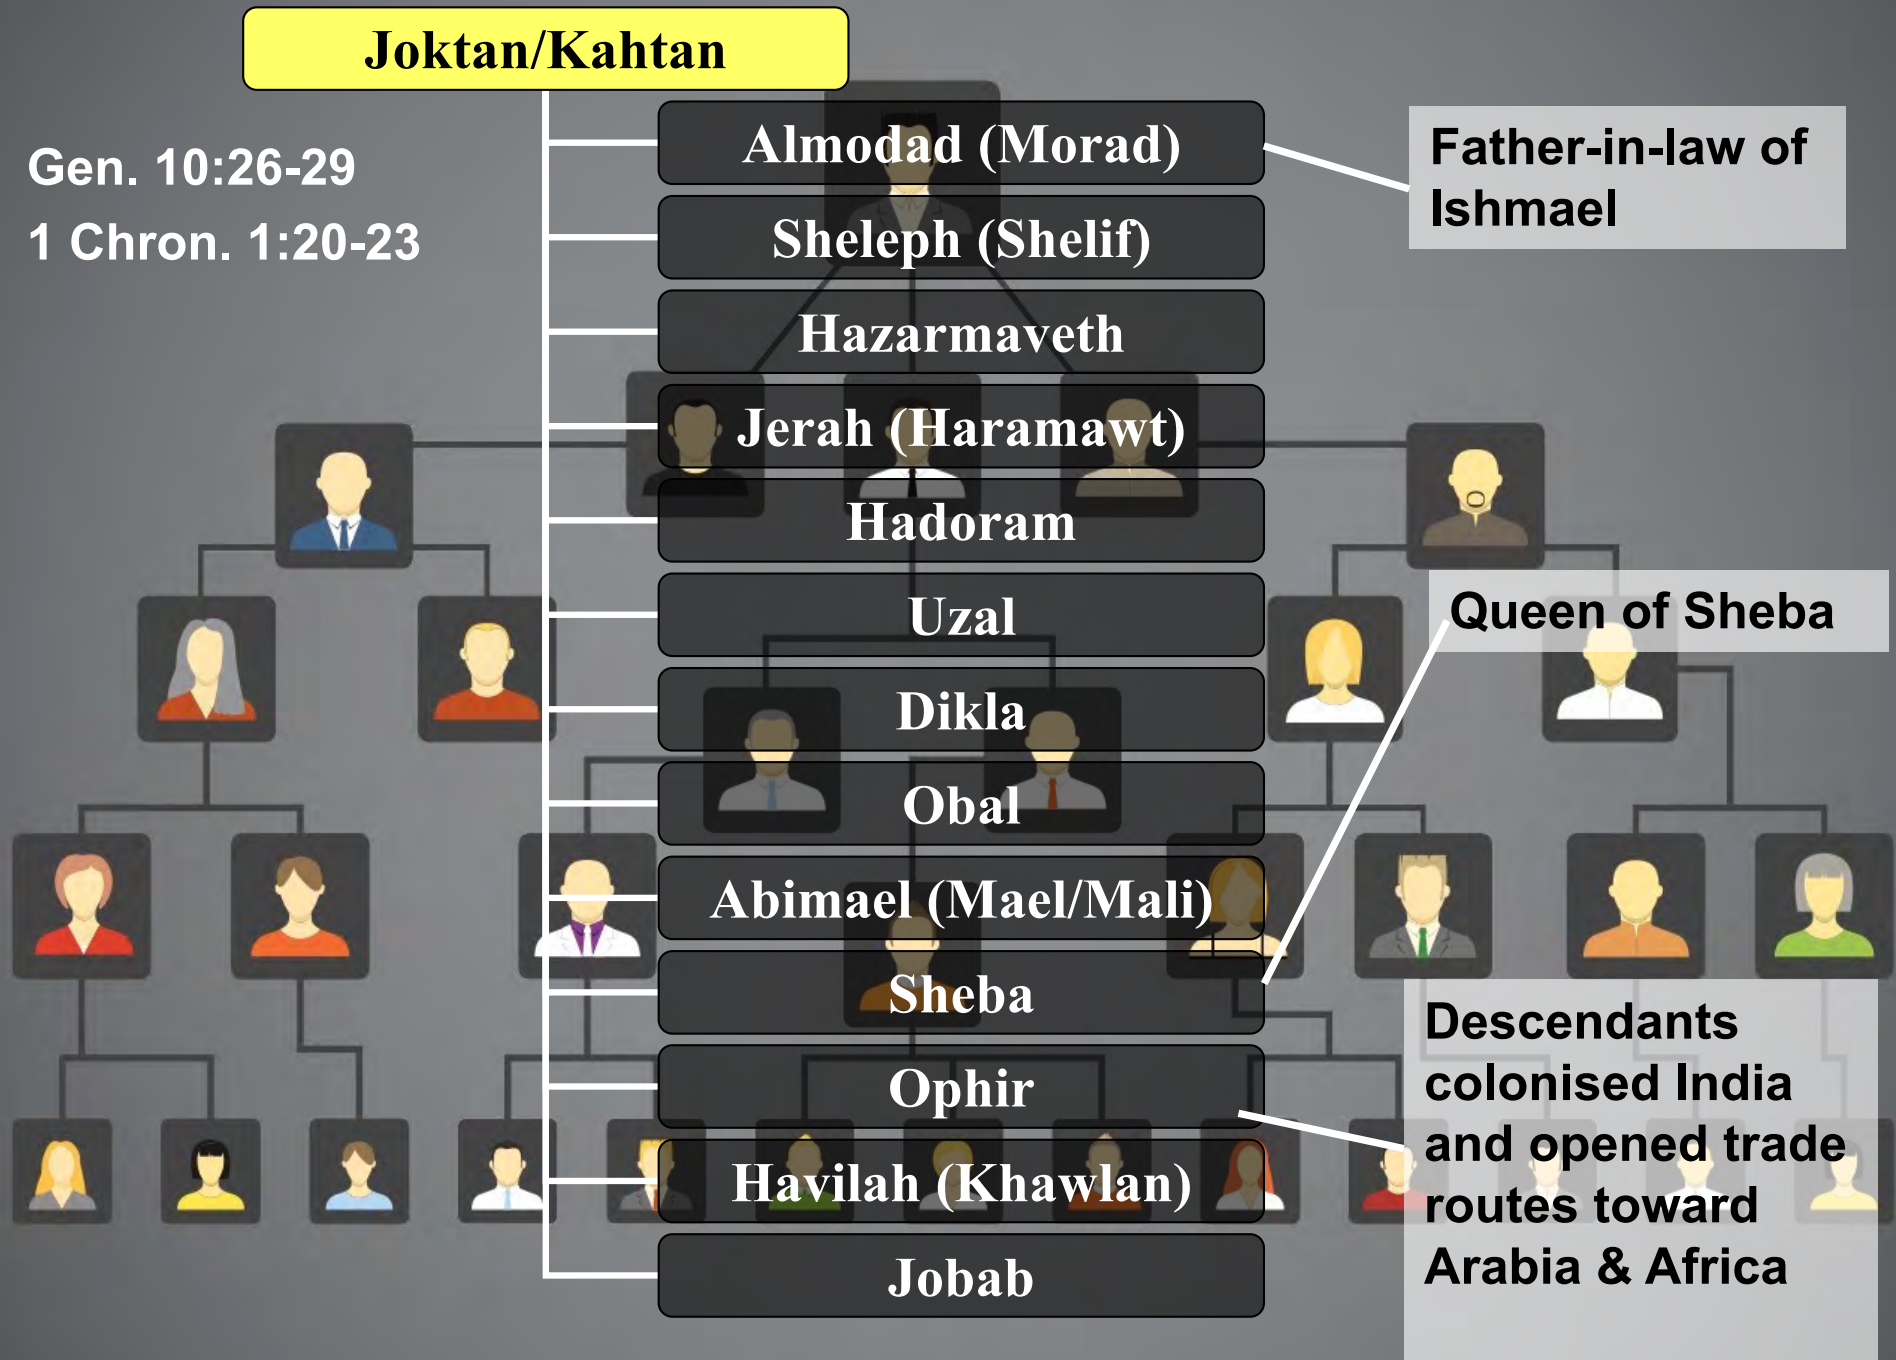 Joktan/Kahtan
Gen. 10:26-29
1 Chron. 1:20-23
Almodad (Morad)
Father-in-law of
Ishmael
Sheleph (Shelif)
Hazarmaveth
Jerah (Haramawt)
Hadoram
Uzal
Queen of Sheba
Dikla
Obal
Abimael (Mael/Mali)
Sheba
Ophir
Descendants
colonised India
and opened trade
routes toward
Arabia & Africa
Havilah (Khawlan)
Jobab